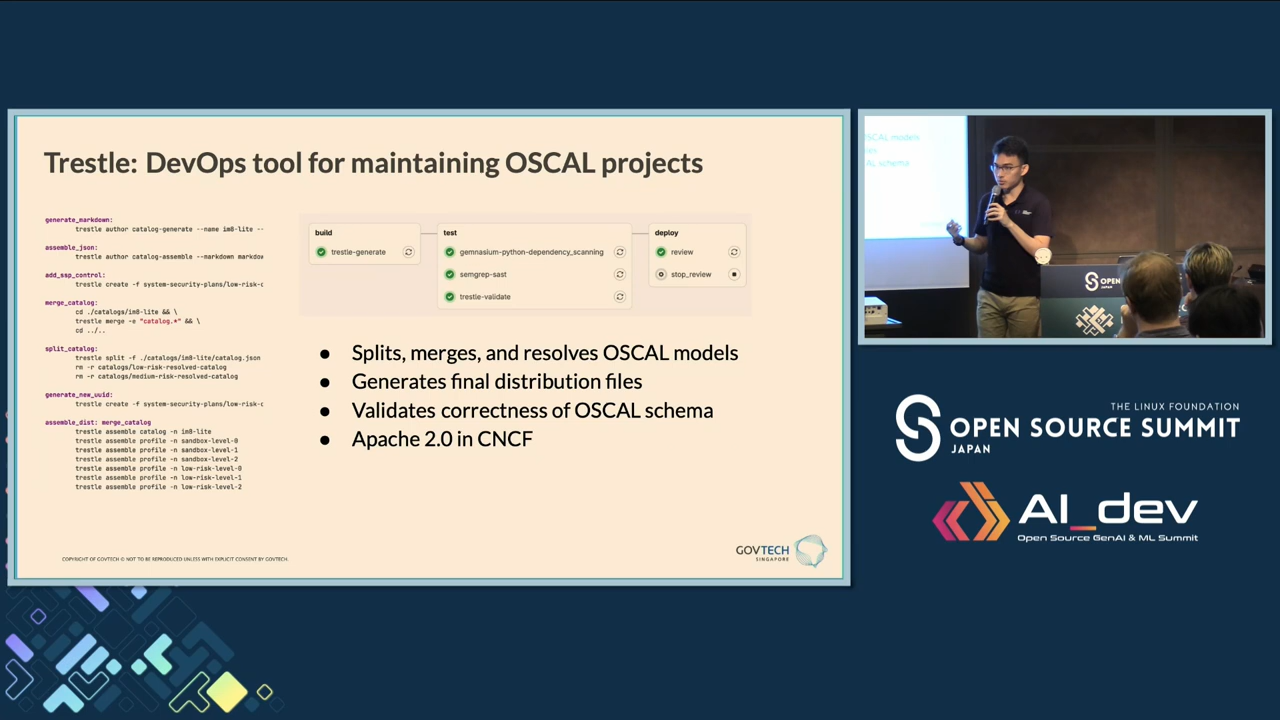 Trestle: DevOps tool for maintaining OSCAL projects
generate_markdown:
trestle author catalog-generate --name im8-lite --
assemble_json:
trestle author catalog-assemble --markdown markdow
add_ssp_control:
trestle create -f system-security-plans/low-risk-c
merge_catalog:
cd ./catalogs/im8-lite && \
trestle merge -e "catalog.*" && \
cd ../..
split_catalog:
trestle split -f ./catalogs/im8-lite/catalog.json
rm -r catalogs/low-risk-resolved-catalog
rm -r catalogs/medium-risk-resolved-catalog
generate_new_uuid:
trestle create -f system-security-plans/low-risk-c
assemble_dist: merge_catalog
trestle assemble catalog -n im8-lite
trestle assemble profile -n sandbox-level-0
trestle assemble profile -n sandbox-level-1
trestle assemble profile -n sandbox-level-2
trestle assemble profile -n low-risk-level-0
trestle assemble profile -n low-risk-level-1
trestle assemble profile -n low-risk-level-2
build
trestle-generate
test
gemnasium-python-dependency_scanning
semgrep-sast
trestle-validate
deploy
review
stop_review
● Splits, merges, and resolves OSCAL models
● Generates final distribution files
● Validates correctness of OSCAL schema
● Apache 2.0 in CNCF
COPYRIGHT OF GOVTECH © NOT TO BE REPRODUCED UNLESS WITH EXPLICIT CONSENT BY GOVTECH.
GOVTECH
SINGAPORE
SCAL models
les
AL schema
OPEN
JAPAN
THE LINUX FOUNDATION
OPEN SOURCE SUMMIT
JAPAN
AI_dev
Open Source GenAI & ML Summit